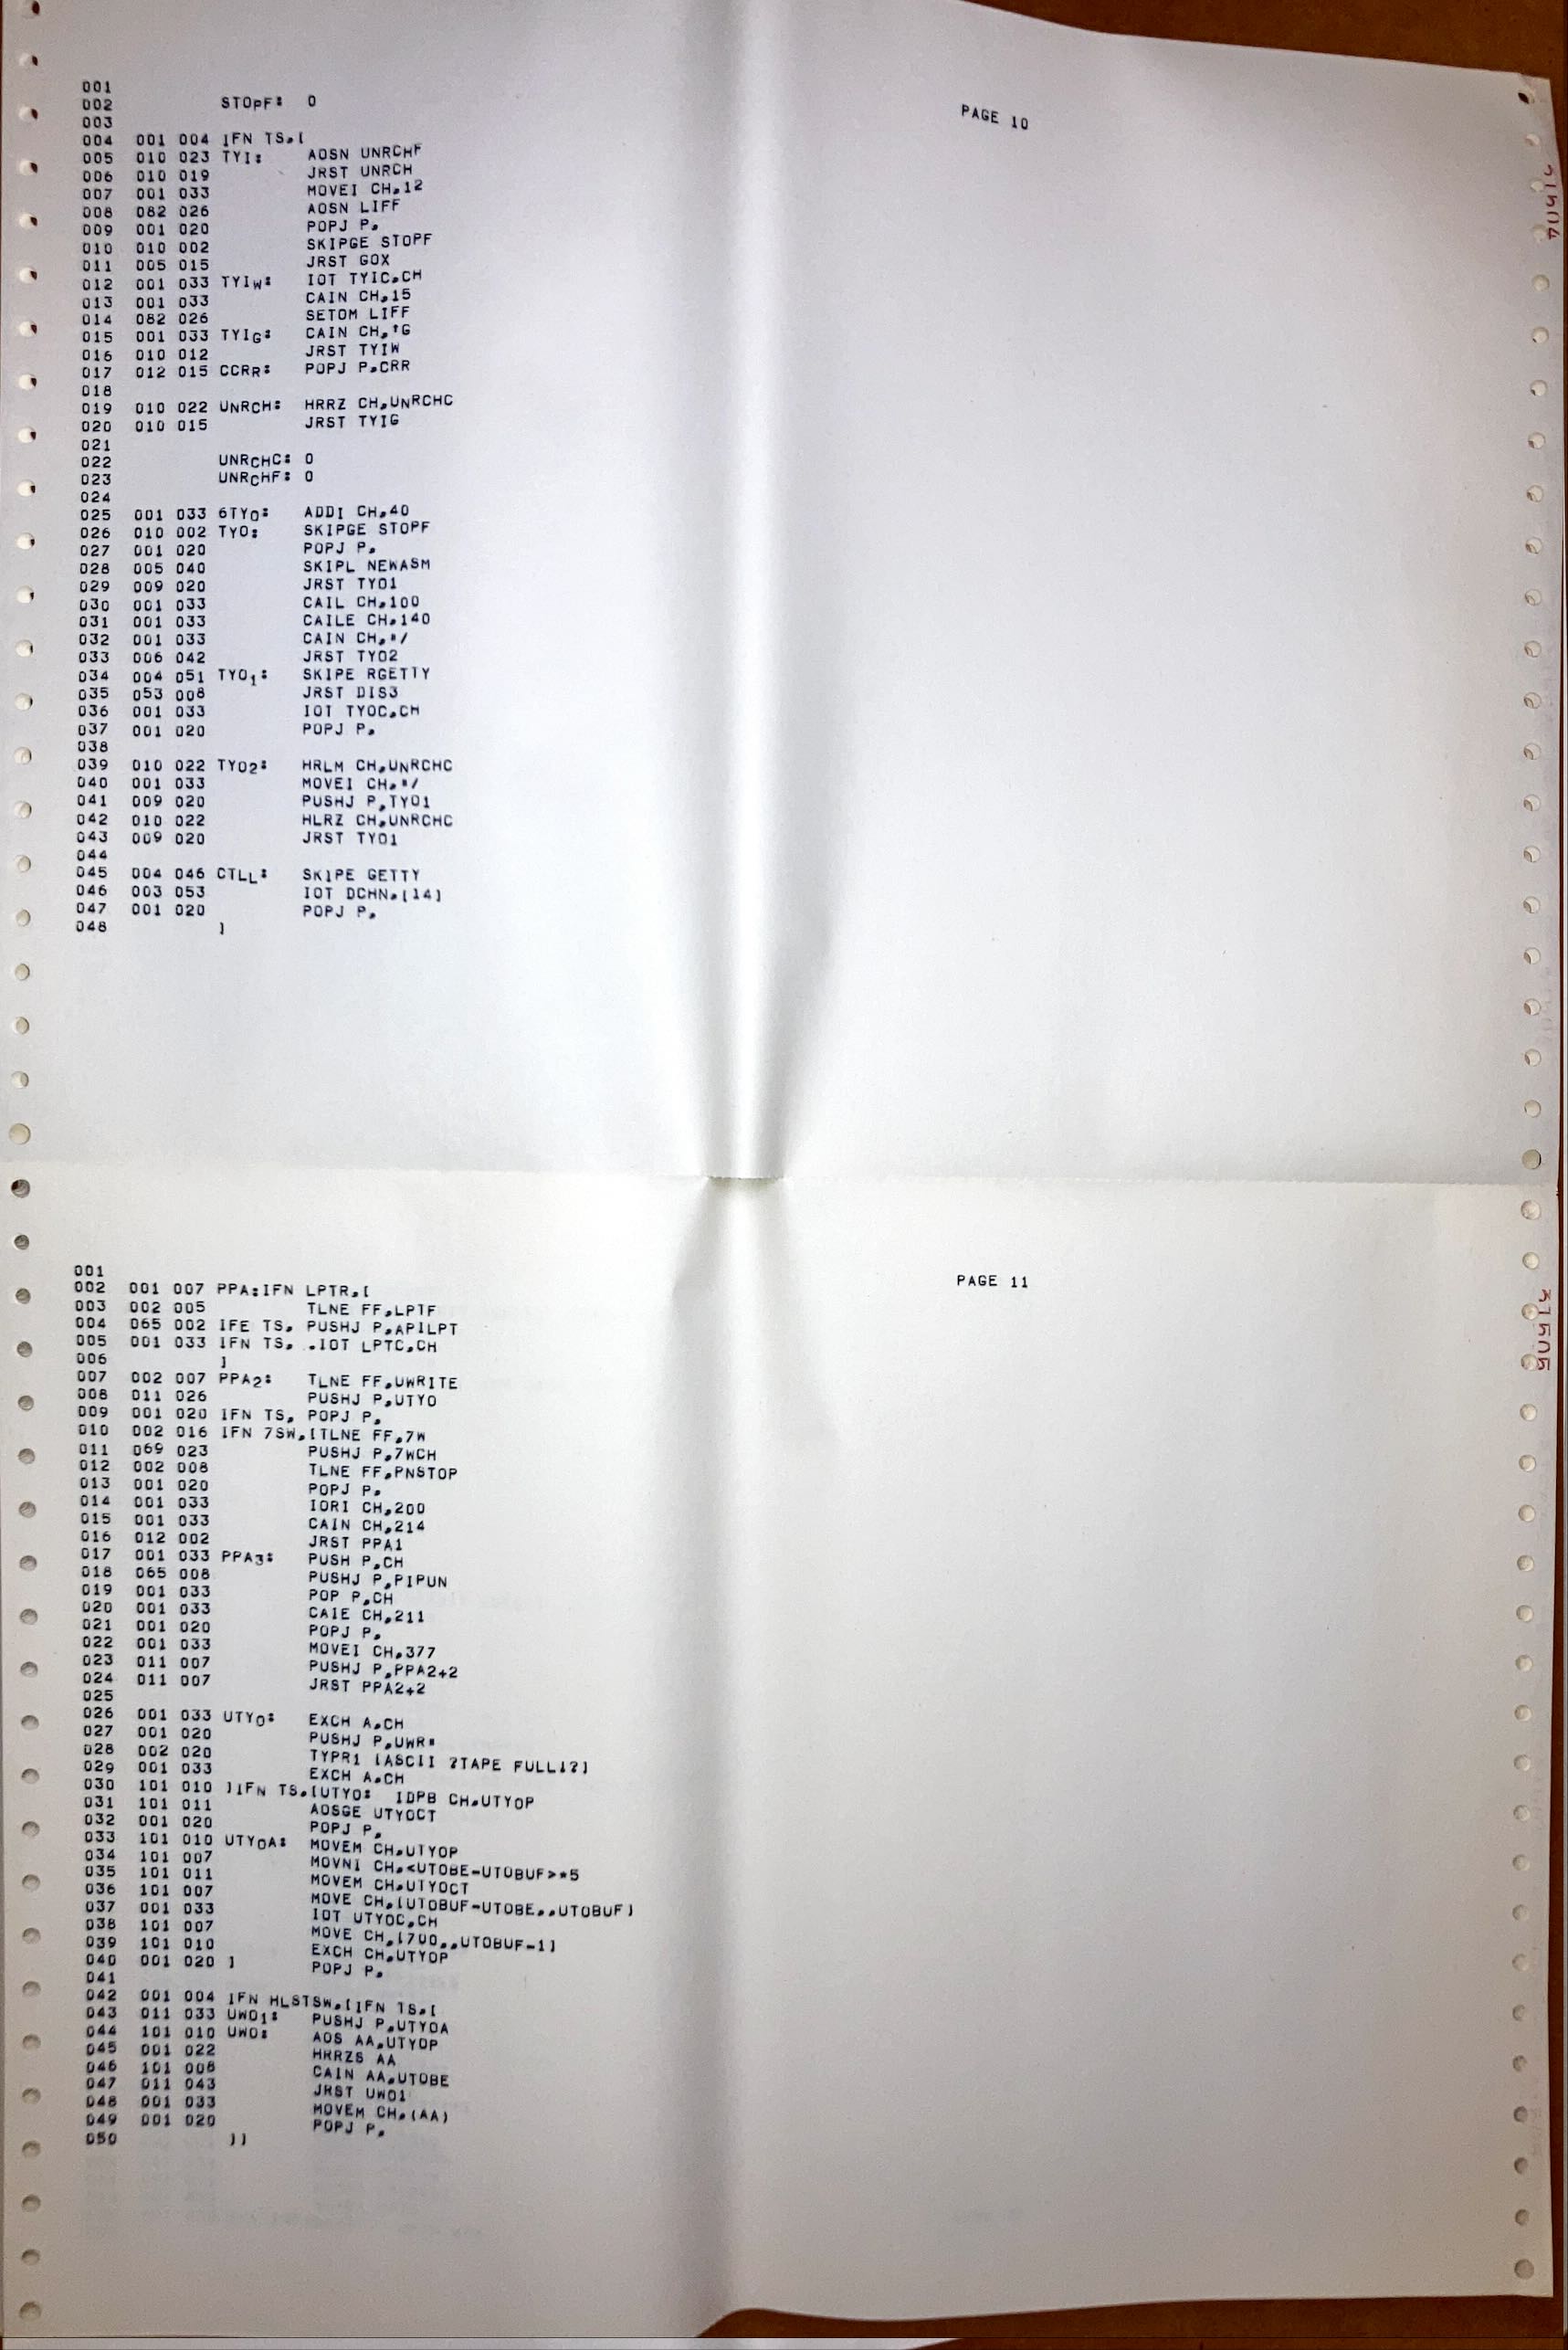 PAGE 10
001
002 STOPF: 0
003
004 001 004 IFN TS,[
005 010 023 TYI: AOSN UNRCHF
006 010 019 JRST UNRCH
007 001 033 MOVEI CH,12
008 082 026 AOSN LIFF
009 001 020 POPJ P,
010 010 002 SKIPGE STOPF
011 005 015 JRST GOX
012 001 033 TYIW: IOT TYIC,CH
013 001 033 CAIN CH,15
014 082 026 SETOM LIFF
015 001 033 TYIG: CAIN CH,↑G
016 010 012 JRST TYIW
017 012 015 CCRR: POPJ P,CRR
018
019 010 022 UNRCH: HRRZ CH,UNRCHC
020 010 015 JRST TYIG
021
022 UNRCHC: 0
023 UNRCHF: 0
024
025 001 033 6TYO: ADDI CH,40
026 010 002 TYO: SKIPGE STOPF
027 001 020 POPJ P,
028 005 040 SKIPL NEWASM
029 009 020 JRST TYO1
030 001 033 CAIL CH,100
031 001 033 CAILE CH,140
032 001 033 CAIN CH,"/
033 006 042 JRST TYO2
034 004 051 TYO1: SKIPE RGETTY
035 053 008 JRST DIS3
036 001 033 IOT TYOC,CH
037 001 020 POPJ P,
038
039 010 022 TYO2: HRLM CH,UNRCHC
040 001 033 MOVEI CH,"/
041 009 020 PUSHJ P,TYO1
042 010 022 HLRZ CH,UNRCHC
043 009 020 JRST TYO1
044
045 004 046 CTLL: SKIPE GETTY
046 003 053 IOT DCHN,[14]
047 001 020 POPJ P,
048 ]
31504
PAGE 11
001
002 001 007 PPA:IFN LPTR,[
003 002 005 TLNE FF,LPTF
004 065 002 IFE TS, PUSHJ P,APILPT
005 001 033 IFN TS, .IOT LPTC,CH
006 ]
007 002 007 PPA2: TLNE FF,UWRITE
008 011 026 PUSHJ P,UTYO
009 001 020 IFN TS, POPJ P,
010 002 016 IFN 7SW,[TLNE FF,7W
011 069 023 PUSHJ P,7WCH
012 002 008 TLNE FF,PNSTOP
013 001 020 POPJ P,
014 001 033 IORI CH,200
015 001 033 CAIN CH,214
016 012 002 JRST PPA1
017 001 033 PPA3: PUSH P,CH
018 065 008 PUSHJ P,PIPUN
019 001 033 POP P,CH
020 001 033 CAIE CH,211
021 001 020 POPJ P,
022 001 033 MOVEI CH,377
023 011 007 PUSHJ P,PPA2+2
024 011 007 JRST PPA2+2
025
026 001 033 UTYO: EXCH A,CH
027 001 020 PUSHJ P,UWR"
028 002 020 TYPR1 [ASCII ?TAPE FULL!?]
029 001 033 EXCH A,CH
030 101 010 ]IFN TS,[UTYO: IDPB CH,UTYOP
031 101 011 AOSGE UTYOCT
032 001 020 POPJ P,
033 101 010 UTYOA: MOVEM CH,UTYOP
034 101 007 MOVNI CH,<UTOBE-UTOBUF>*5
035 101 011 MOVEM CH,UTYOCT
036 101 007 MOVE CH,[UTOBUF-UTOBE,,UTOBUF]
037 001 033 IOT UTYOC,CH
038 101 007 MOVE CH,[700,,UTOBUF-1]
039 101 010 EXCH CH,UTYOP
040 001 020 ] POPJ P,
041
042 001 004 IFN HLSTSW,[IFN TS,[
043 011 033 UWO1: PUSHJ P,UTYOA
044 101 010 UWO: AOS AA,UTYOP
045 001 022 HRRZS AA
046 101 008 CAIN AA,UTOBE
047 011 043 JRST UWO1
048 001 033 MOVEM CH,(AA)
049 001 020 POPJ P,
050 ]]
31505